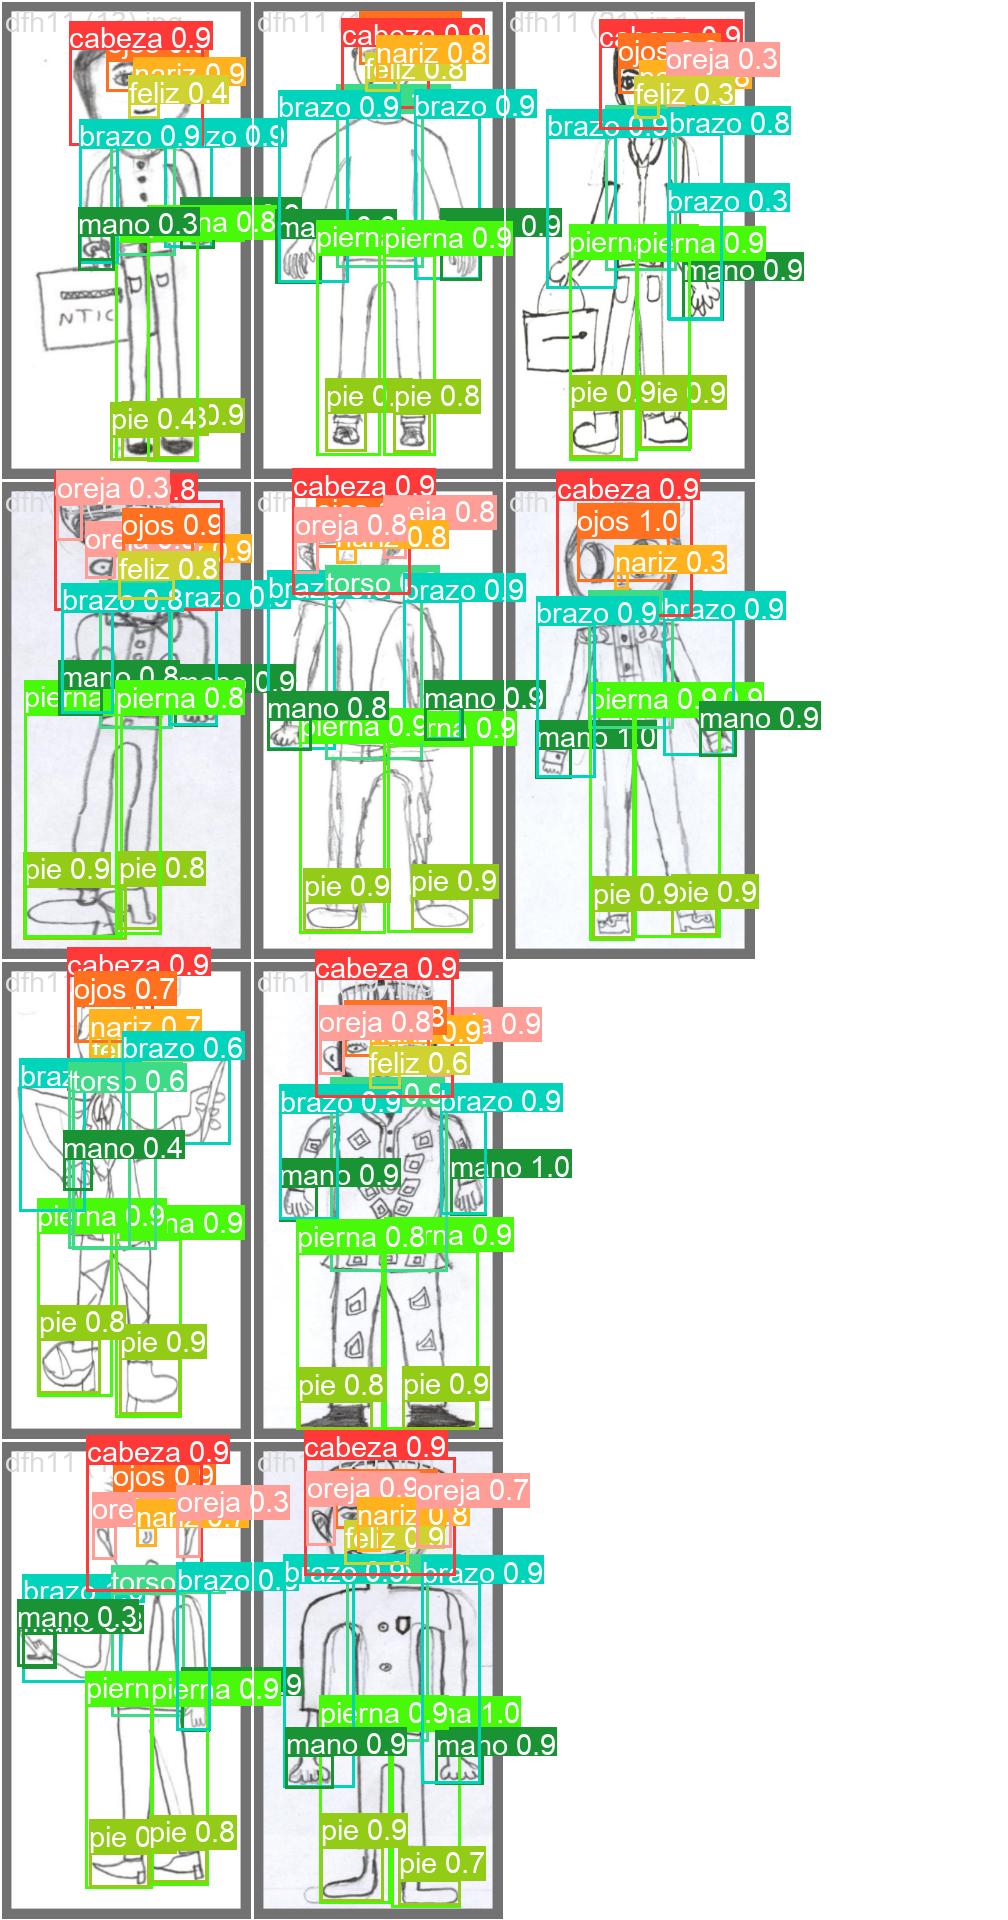 dfh11 (12).jpg
cabeza 0.9
nariz 0.9
feliz 0.4
brazo 0.9
zo 0.9
mano 0.3
na 0.8
NTIC
pie 0.4
0.9
dfh11
cabeza 0.9
nariz 0.8
feliz 0.8
brazo 0.9
brazo 0.9
pierna 0.9
0.9
pie 0.8
dfh11 (21).jpg
cabeza 0.9
ojos
oreja 0.3
feliz 0.3
brazo 0.9
brazo 0.8
brazo 0.3
pierna 0.9
mano 0.9
pie 0.9
pie 0.9
oreja 0.3
.8
ojos 0.9
0.9
feliz 0.8
brazo 0.8
brazo 0.9
mano 0.8
mano 0.9
pierna
pierna 0.8
pie 0.9
pie 0.8
cabeza 0.9
oreja 0.8
eja 0.8
nariz 0.8
torso
brazo 0.9
mano 0.8
mano 0.9
pierna 0.9
rna 0.9
pie 0.9
pie 0.9
cabeza 0.9
ojos 1.0
nariz 0.3
brazo 0.9
brazo 0.9
pierna 0.9
0.9
mano 0.9
mano 1.0
pie 0.9
pie 0.9
cabeza 0.9
ojos 0.7
nariz 0.7
brazo 0.6
torso 0.6
mano 0.4
pierna 0.9
na 0.9
pie 0.8
pie 0.9
cabeza 0.9
oreja 0.8
a 0.9
0.9
feliz 0.6
brazo 0.9
0.9
brazo 0.9
mano 0.9
mano 1.0
pierna 0.8
rna 0.9
pie 0.8
pie 0.9
dfh11
cabeza 0.9
ojos 0.9
oreja 0.3
torso
brazo
mano 0.3
pierna 0.9
pie 0.8
cabeza 0.9
oreja 0.9
oreja 0.7
nariz 0.8
feliz 0.9
brazo 0.9
brazo 0.9
pierna 0.9
na 1.0
mano 0.9
mano 0.9
pie 0.9
pie 0.7